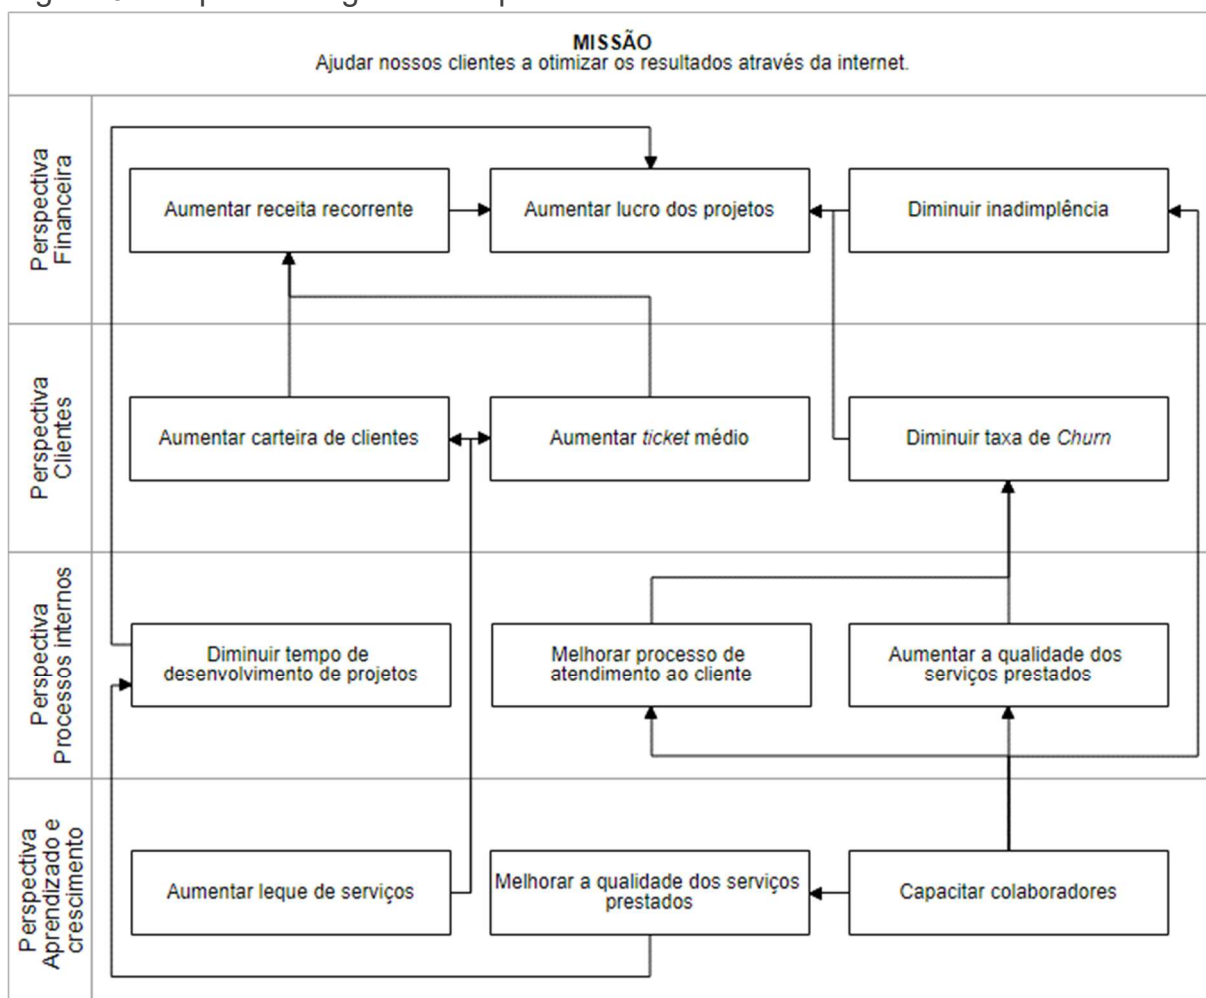 MISSÃO
Ajudar nossos clientes a otimizar os resultados através da internet.
Perspectiva
Financeira
Aumentar receita recorrente
Aumentar lucro dos projetos
Diminuir inadimplência
Perspectiva
Clientes
Aumentar carteira de clientes
Aumentar ticket médio
Diminuir taxa de Churn
Perspectiva
Processos internos
Diminuir tempo de
desenvolvimento de projetos
Melhorar processo de
atendimento ao cliente
Aumentar a qualidade dos
serviços prestados
Perspectiva
Aprendizado e
crescimento
Aumentar leque de serviços
Melhorar a qualidade dos serviços
prestados
Capacitar colaboradores